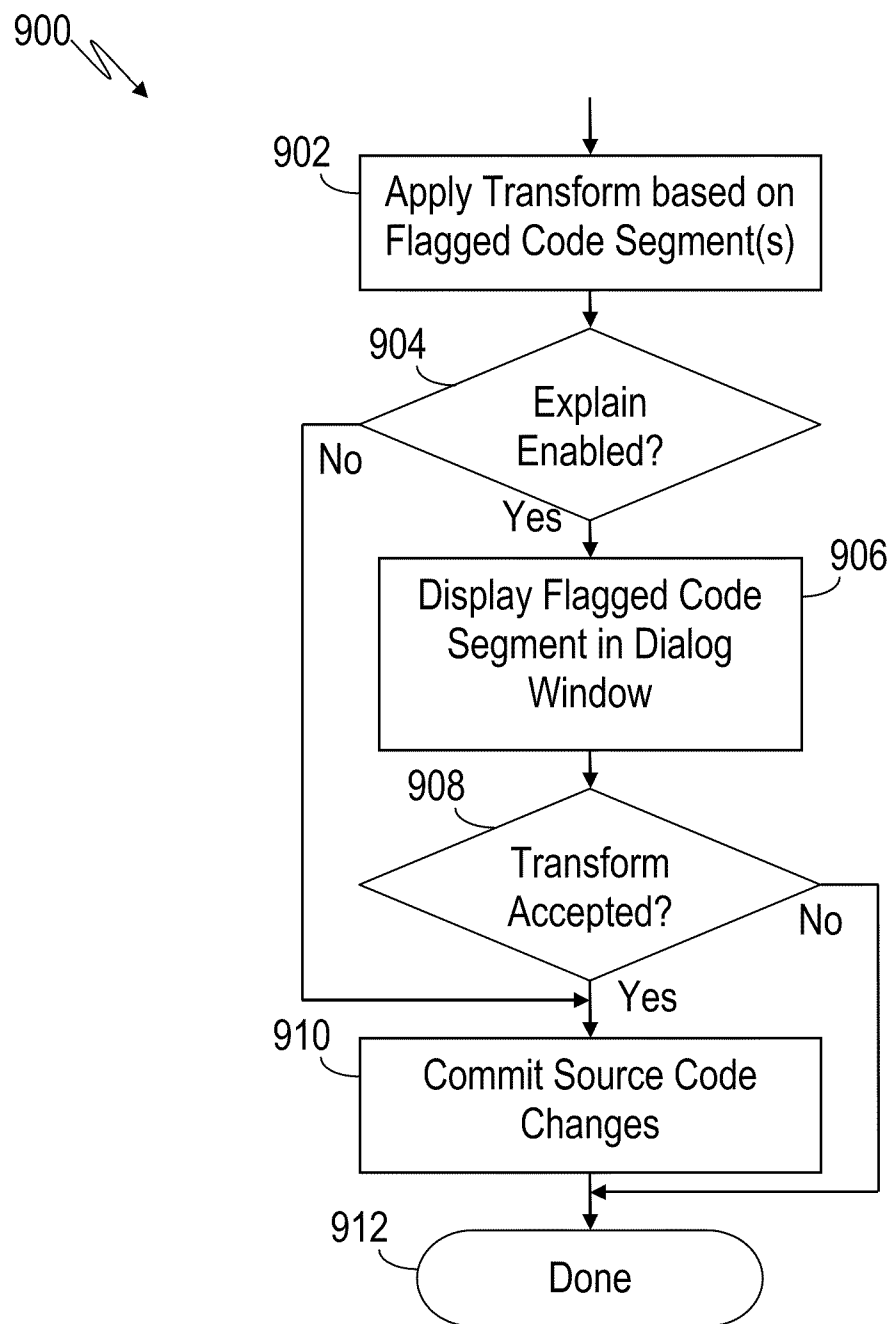 900
902
Apply Transform based on
Flagged Code Segment(s)
904
Explain
Enabled?
No
Yes
906
Display Flagged Code
Segment in Dialog
Window
908
Transform
Accepted?
No
Yes
910
Commit Source Code
Changes
912
Done